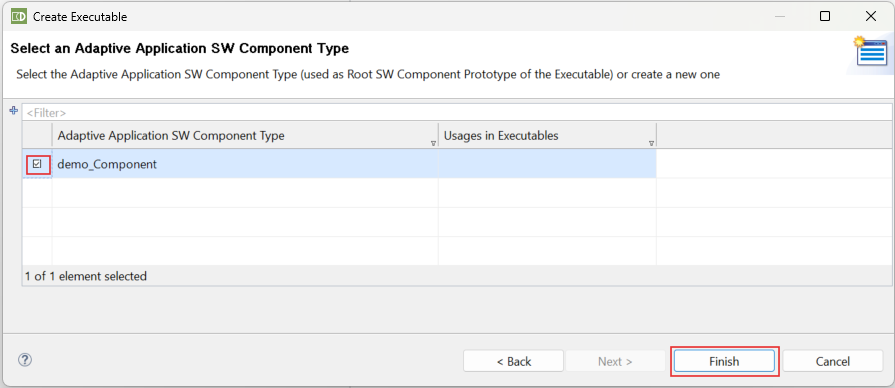 Create Executable
Select an Adaptive Application SW Component Type
Select the Adaptive Application SW Component Type (used as Root SW Component Prototype of the Executable) or create a new one
<Filter>
Adaptive Application SW Component Type Usages in Executables
demo_Component
1 of 1 element selected
< Back Next > Finish Cancel